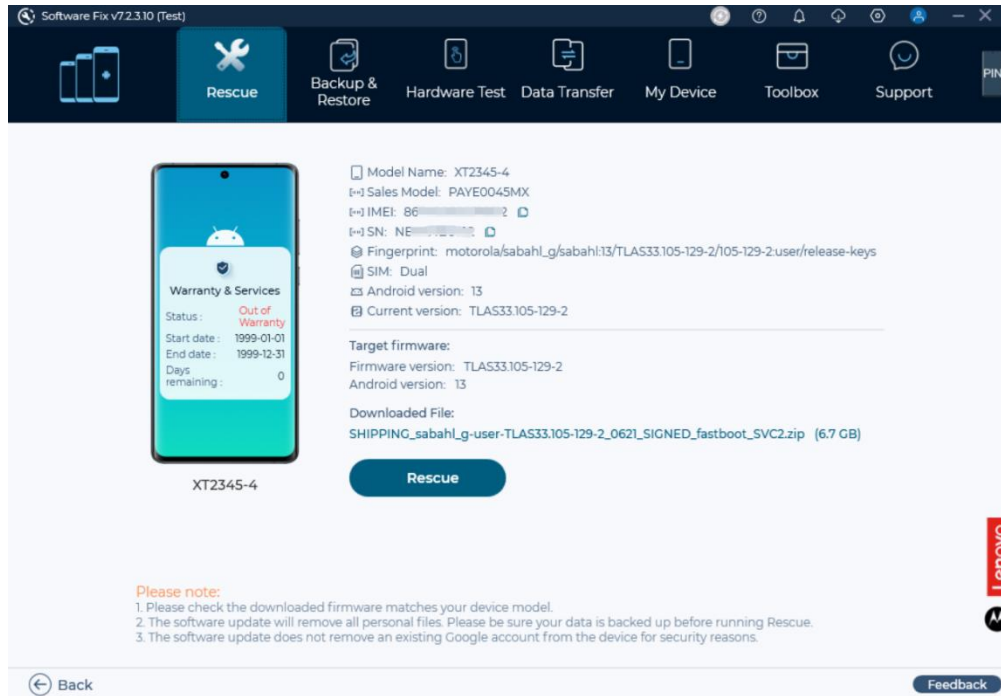 Software Fix v7.2.3.10 (Test)
Rescue
Backup &
Restore
Hardware Test
Data Transfer
My Device
Toolbox
Support
PIN
Model Name: XT2345-4
Sales Model: PAYE0045MX
IMEI: 86 2
SN: NE
Fingerprint: motorola/sabahl_g/sabahl:13/TLAS33.105-129-2/105-129-2:user/release-keys
SIM: Dual
Android version: 13
Current version: TLAS33.105-129-2
Warranty & Services
Status : Out of
Warranty
Start date : 1999-01-01
End date : 1999-12-31
Days
remaining : 0
XT2345-4
Target firmware:
Firmware version: TLAS33.105-129-2
Android version: 13
Downloaded File:
SHIPPING_sabahl_g-user-TLAS33.105-129-2_0621_SIGNED_fastboot_SVC2.zip (6.7 GB)
Rescue
Please note:
1. Please check the downloaded firmware matches your device model.
2. The software update will remove all personal files. Please be sure your data is backed up before running Rescue.
3. The software update does not remove an existing Google account from the device for security reasons.
Lenovo
Back
Feedback